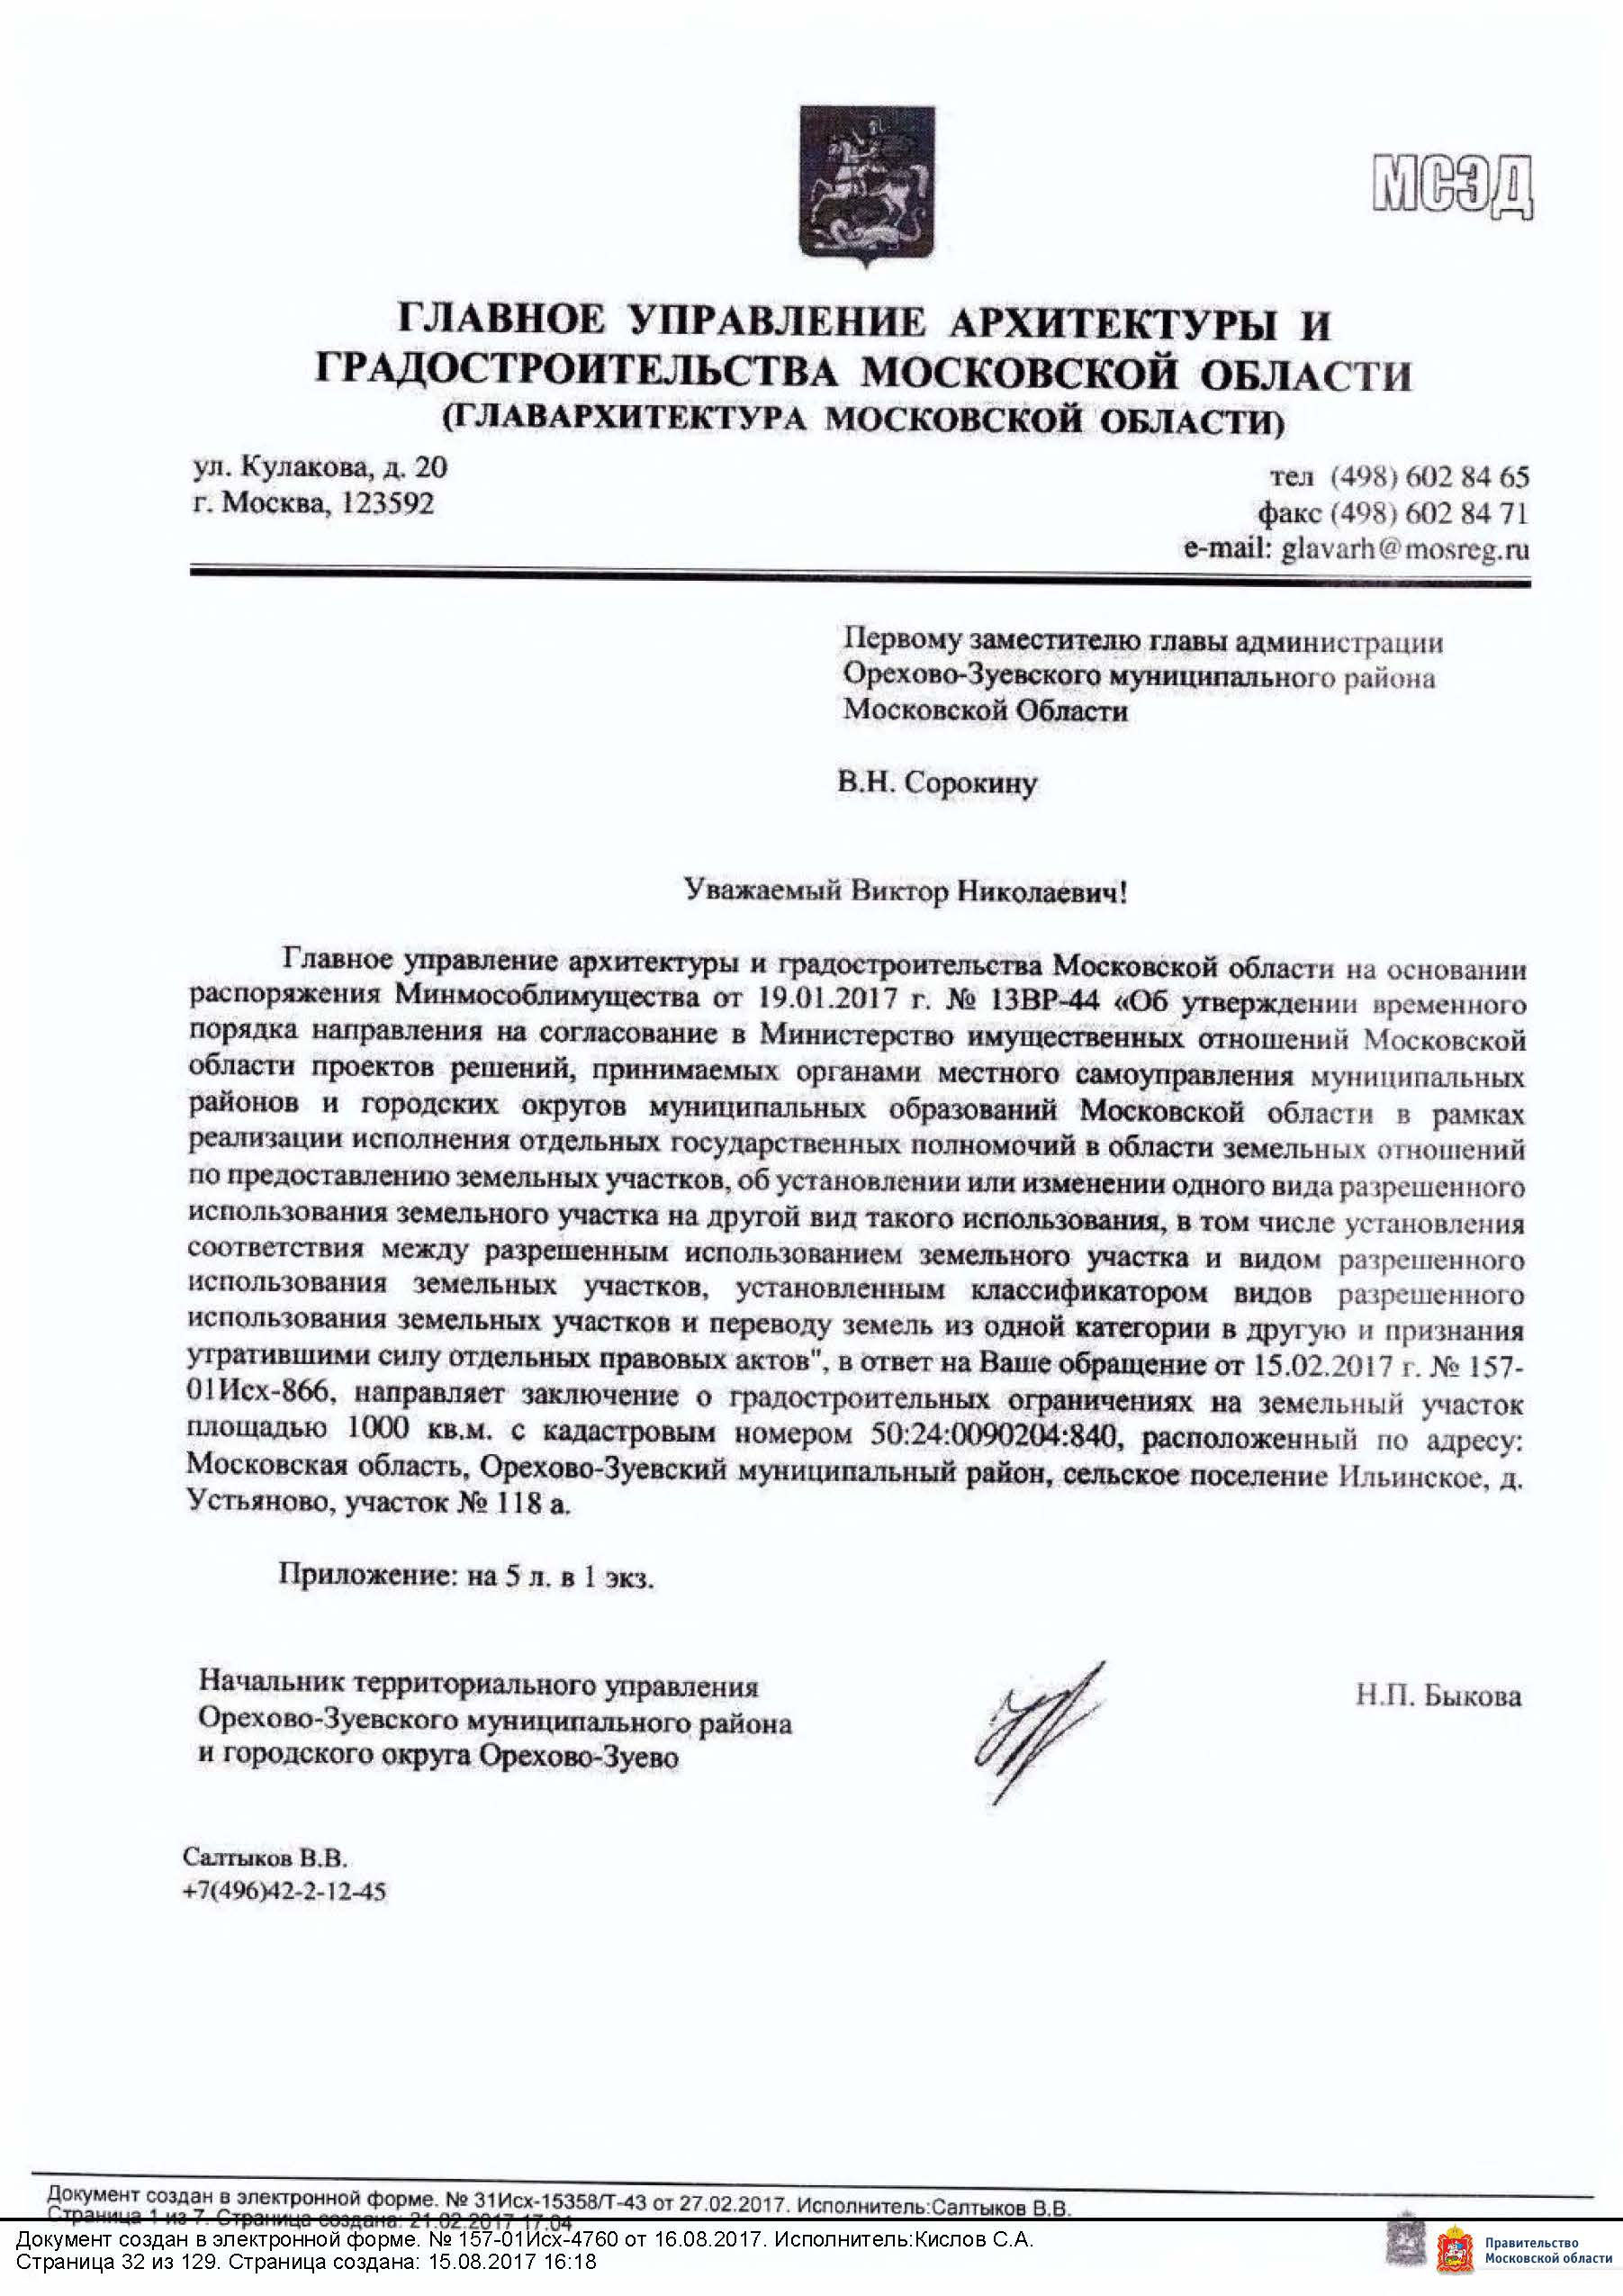 МСЭД
ГЛАВНОЕ УПРАВЛЕНИЕ АРХИТЕКТУРЫ И
ГРАДОСТРОИТЕЛЬСТВА МОСКОВСКОЙ ОБЛАСТИ
(ГЛАВАРХИТЕКТУРА МОСКОВСКОЙ ОБЛАСТИ)
ул. Кулакова, д. 20
г. Москва, 123592
тел (498) 602 84 65
факс (498) 602 84 71
e-mail: glavarh@mosreg.ru
Первому заместителю главы администрации
Орехово-Зуевского муниципального района
Московской Области
В.Н. Сорокину
Уважаемый Виктор Николаевич!
Главное управление архитектуры и градостроительства Московской области на основании
распоряжения Минмособлимущества от 19.01.2017 г. № 13ВР-44 «Об утверждении временного
порядка направления на согласование в Министерство имущественных отношений Московской
области проектов решений, принимаемых органами местного самоуправления муниципальных
районов и городских округов муниципальных образований Московской области в рамках
реализации исполнения отдельных государственных полномочий в области земельных отношений
по предоставлению земельных участков, об установлении или изменении одного вида разрешенного
использования земельного участка на другой вид такого использования, в том числе установления
соответствия между разрешенным использованием земельного участка и видом разрешенного
использования земельных участков, установленным классификатором видов разрешенного
использования земельных участков и переводу земель из одной категории в другую и признания
утратившими силу отдельных правовых актов", в ответ на Ваше обращение от 15.02.2017 г. № 157-
01Исх-866, направляет заключение о градостроительных ограничениях на земельный участок
площадью 1000 кв.м. с кадастровым номером 50:24:0090204:840, расположенный по адресу:
Московская область, Орехово-Зуевский муниципальный район, сельское поселение Ильинское, д.
Устьяново, участок № 118 а.
Приложение: на 5 л. в 1 экз.
Начальник территориального управления
Орехово-Зуевского муниципального района
и городского округа Орехово-Зуево
Н.П. Быкова
Салтыков В.В.
+7(496)42-2-12-45
Документ создан в электронной форме. № 31Исх-15358/Т-43 от 27.02.2017. Исполнитель:Салтыков В.В.
Страница 1 из 7. Страница создана: 21.02.2017 17:04
Документ создан в электронной форме. № 157-01Исх-4760 от 16.08.2017. Исполнитель:Кислов С.А.
Страница 32 из 129. Страница создана: 15.08.2017 16:18
Правительство
Московской области